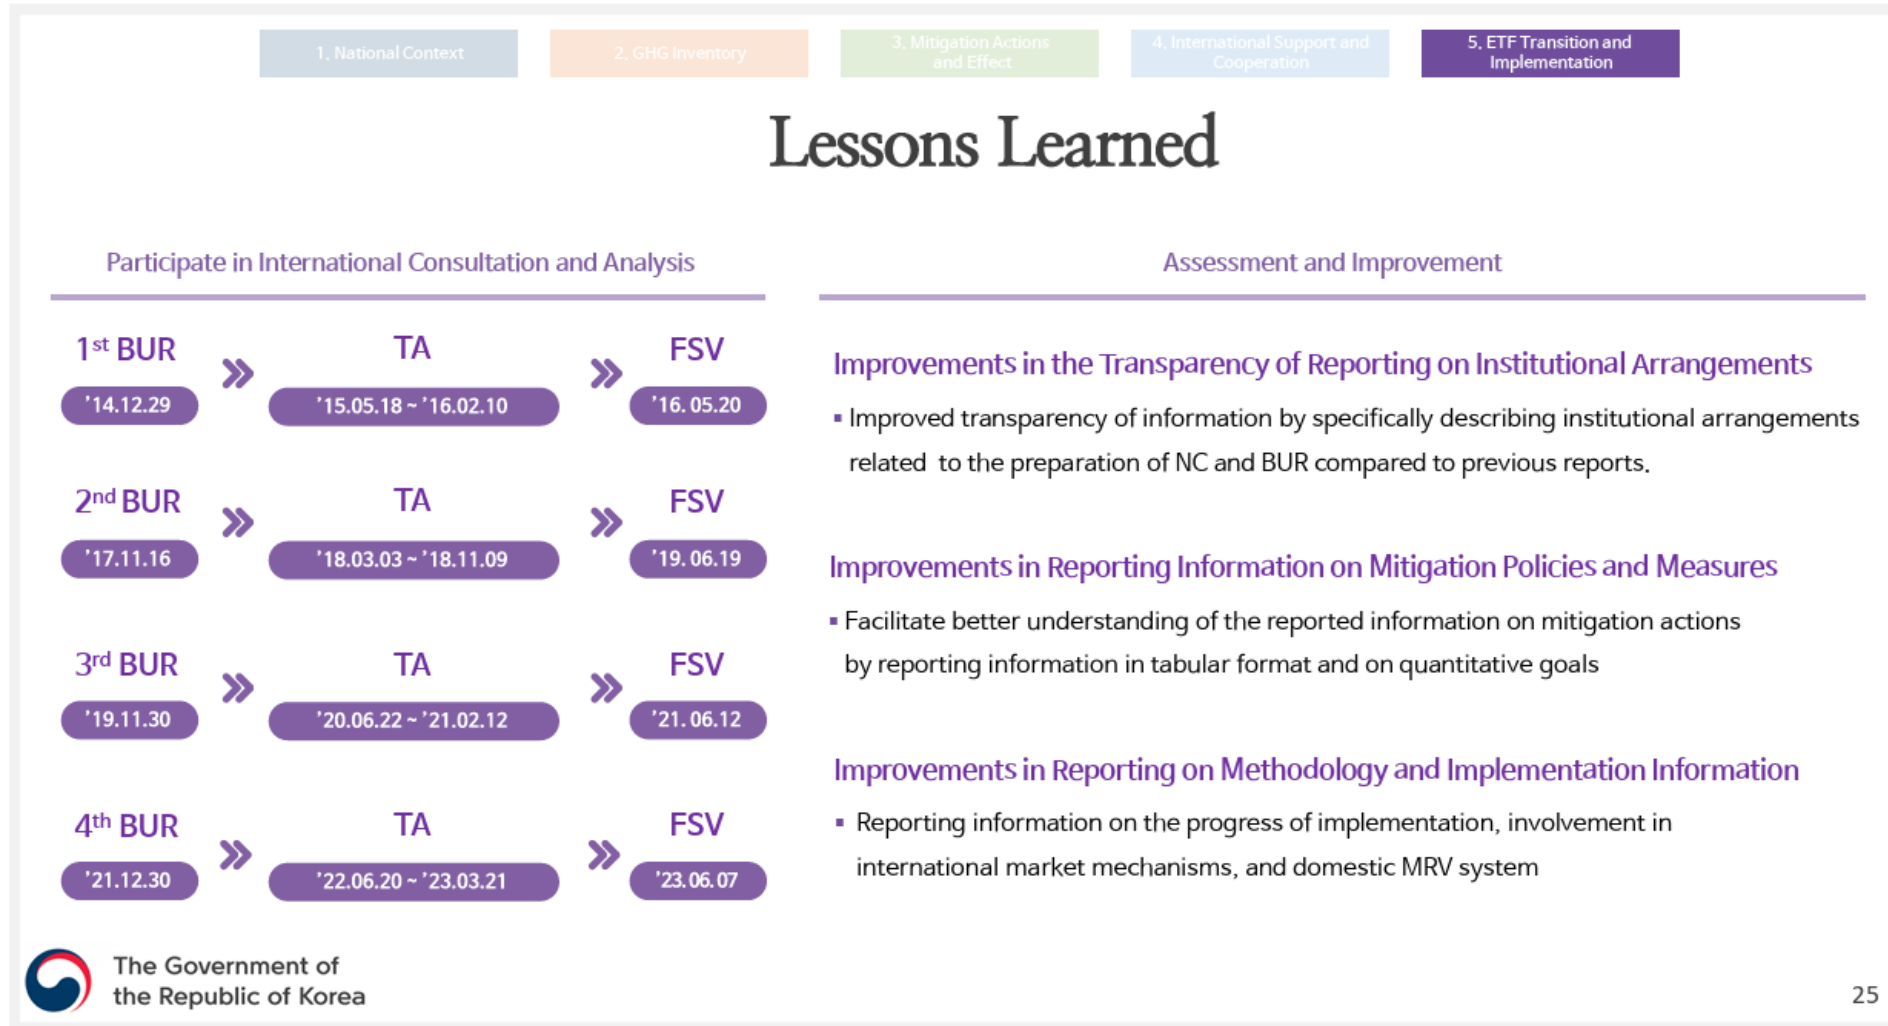 1. National Context
2. GHG Inventory
3. Mitigation Actions
and Effect
4. International Support and
Cooperation
5. ETF Transition and
Implementation
Lessons Learned
Participate in International Consultation and Analysis
1st BUR
TA
FSV
'14.12.29
'15.05.18 ~ '16.02.10
'16. 05.20
2nd BUR
TA
FSV
'17.11.16
'18.03.03 ~ '18.11.09
'19. 06.19
3rd BUR
TA
FSV
'19.11.30
'20.06.22 ~ '21.02.12
'21. 06.12
4th BUR
TA
FSV
'21.12.30
'22.06.20 ~ '23.03.21
'23. 06. 07
Assessment and Improvement
Improvements in the Transparency of Reporting on Institutional Arrangements
▪ Improved transparency of information by specifically describing institutional arrangements
related to the preparation of NC and BUR compared to previous reports.
Improvements in Reporting Information on Mitigation Policies and Measures
▪ Facilitate better understanding of the reported information on mitigation actions
by reporting information in tabular format and on quantitative goals
Improvements in Reporting on Methodology and Implementation Information
▪ Reporting information on the progress of implementation, involvement in
international market mechanisms, and domestic MRV system
The Government of
the Republic of Korea
25